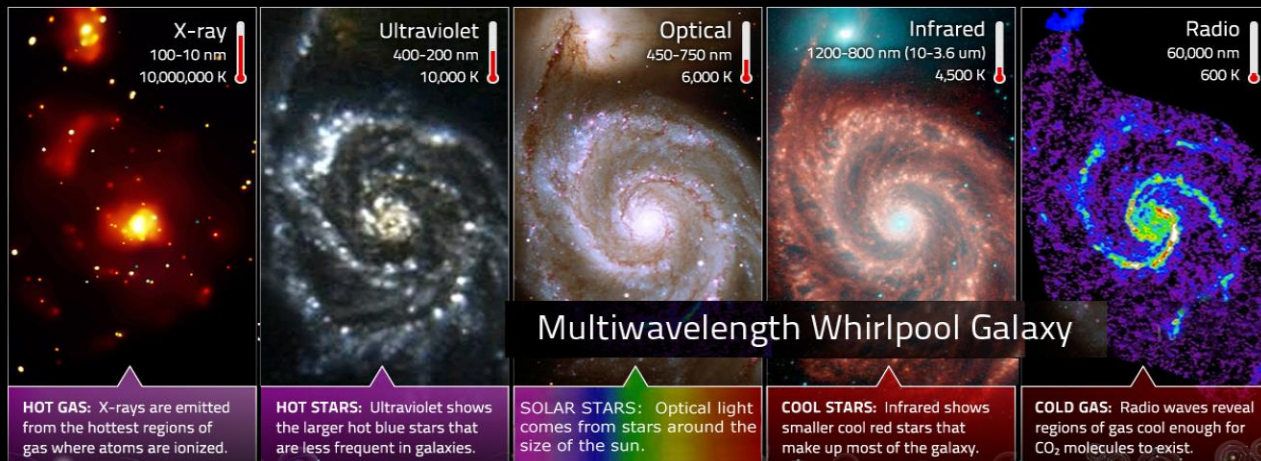 X-ray
100-10 nm
10,000,000 K
Ultraviolet
400-200 nm
10,000 K
Optical
450-750 nm
6,000 K
Infrared
1200-800 nm (10-3.6 um)
4,500 K
Radio
60,000 nm
600 K
Multiwavelength Whirlpool Galaxy
HOT GAS: X-rays are emitted
from the hottest regions of
gas where atoms are ionized.
HOT STARS: Ultraviolet shows
the larger hot blue stars that
are less frequent in galaxies.
SOLAR STARS: Optical light
comes from stars around the
size of the sun.
COOL STARS: Infrared shows
smaller cool red stars that
make up most of the galaxy.
COLD GAS: Radio waves reveal
regions of gas cool enough for
CO₂ molecules to exist.